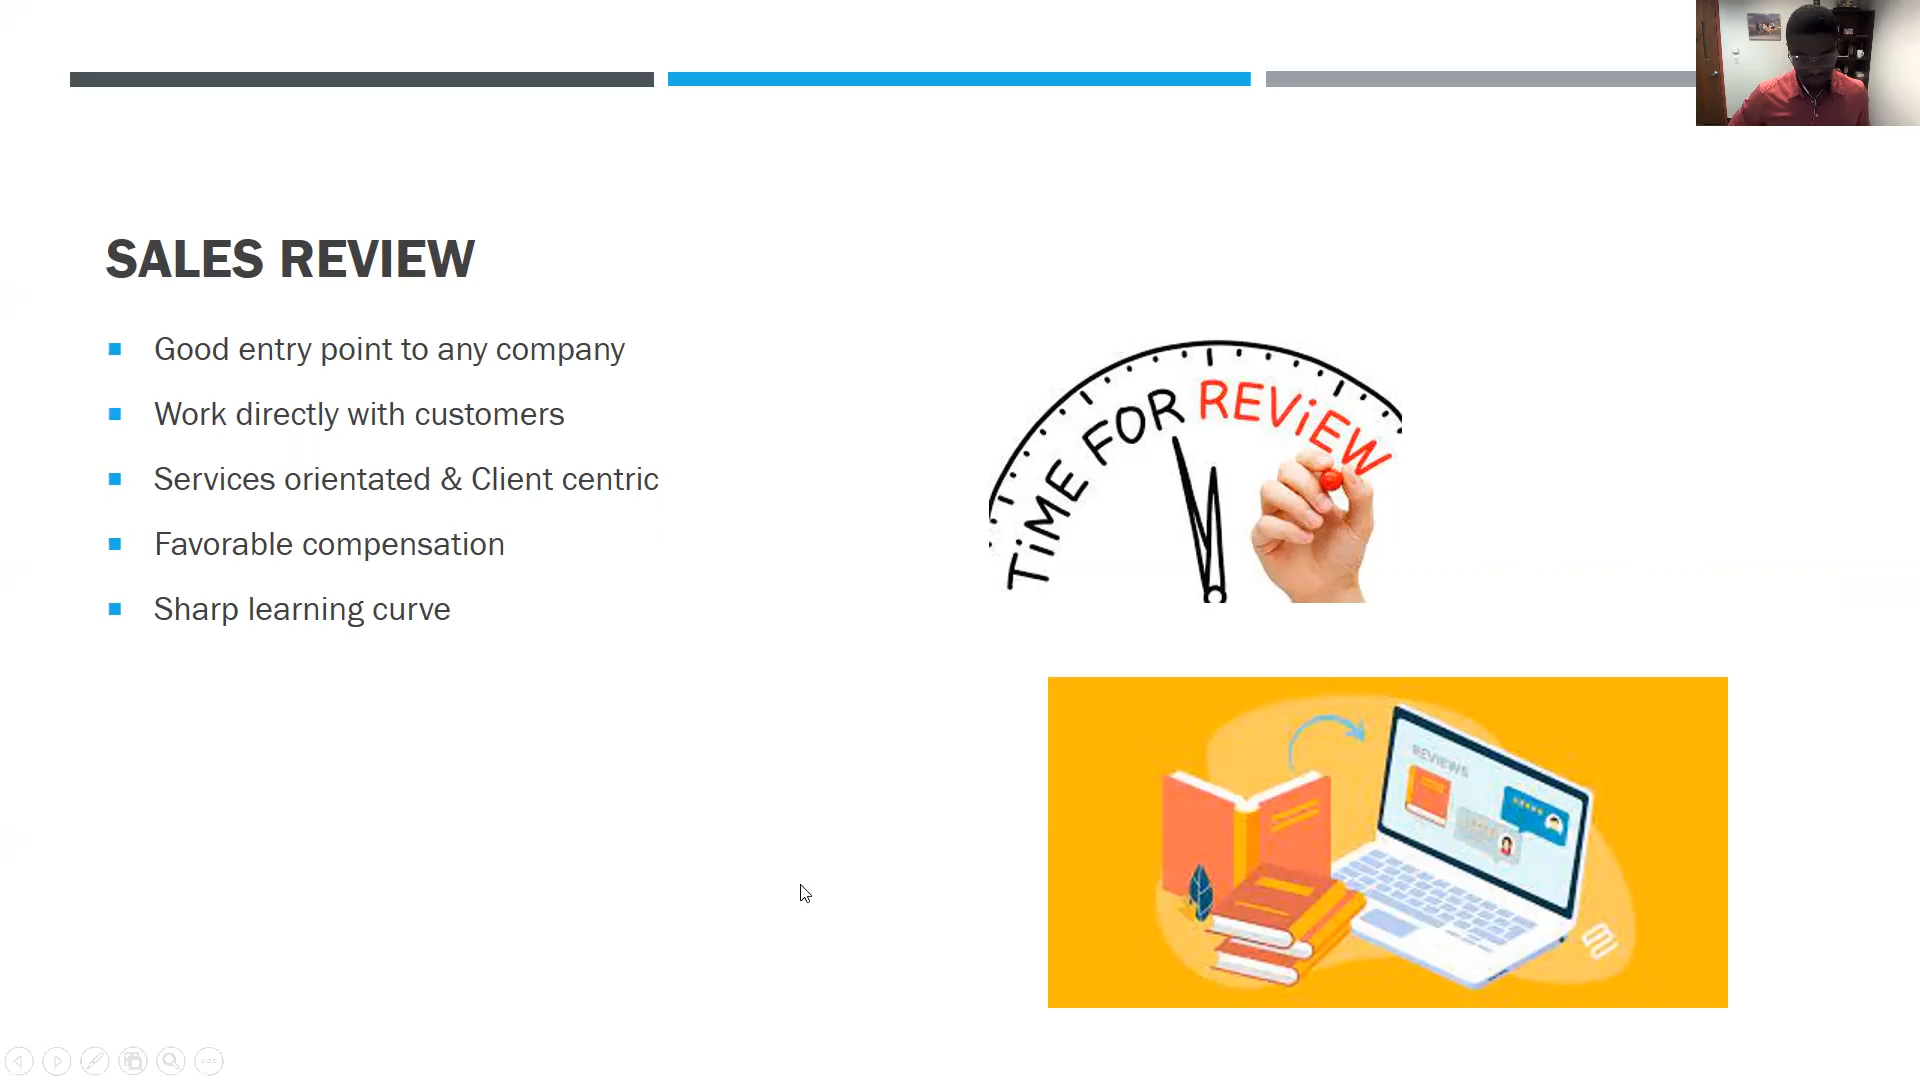 SALES REVIEW
Good entry point to any company
Work directly with customers
Services orientated & Client centric
Favorable compensation
Sharp learning curve
TiME FOR REViEW
REVIEWS